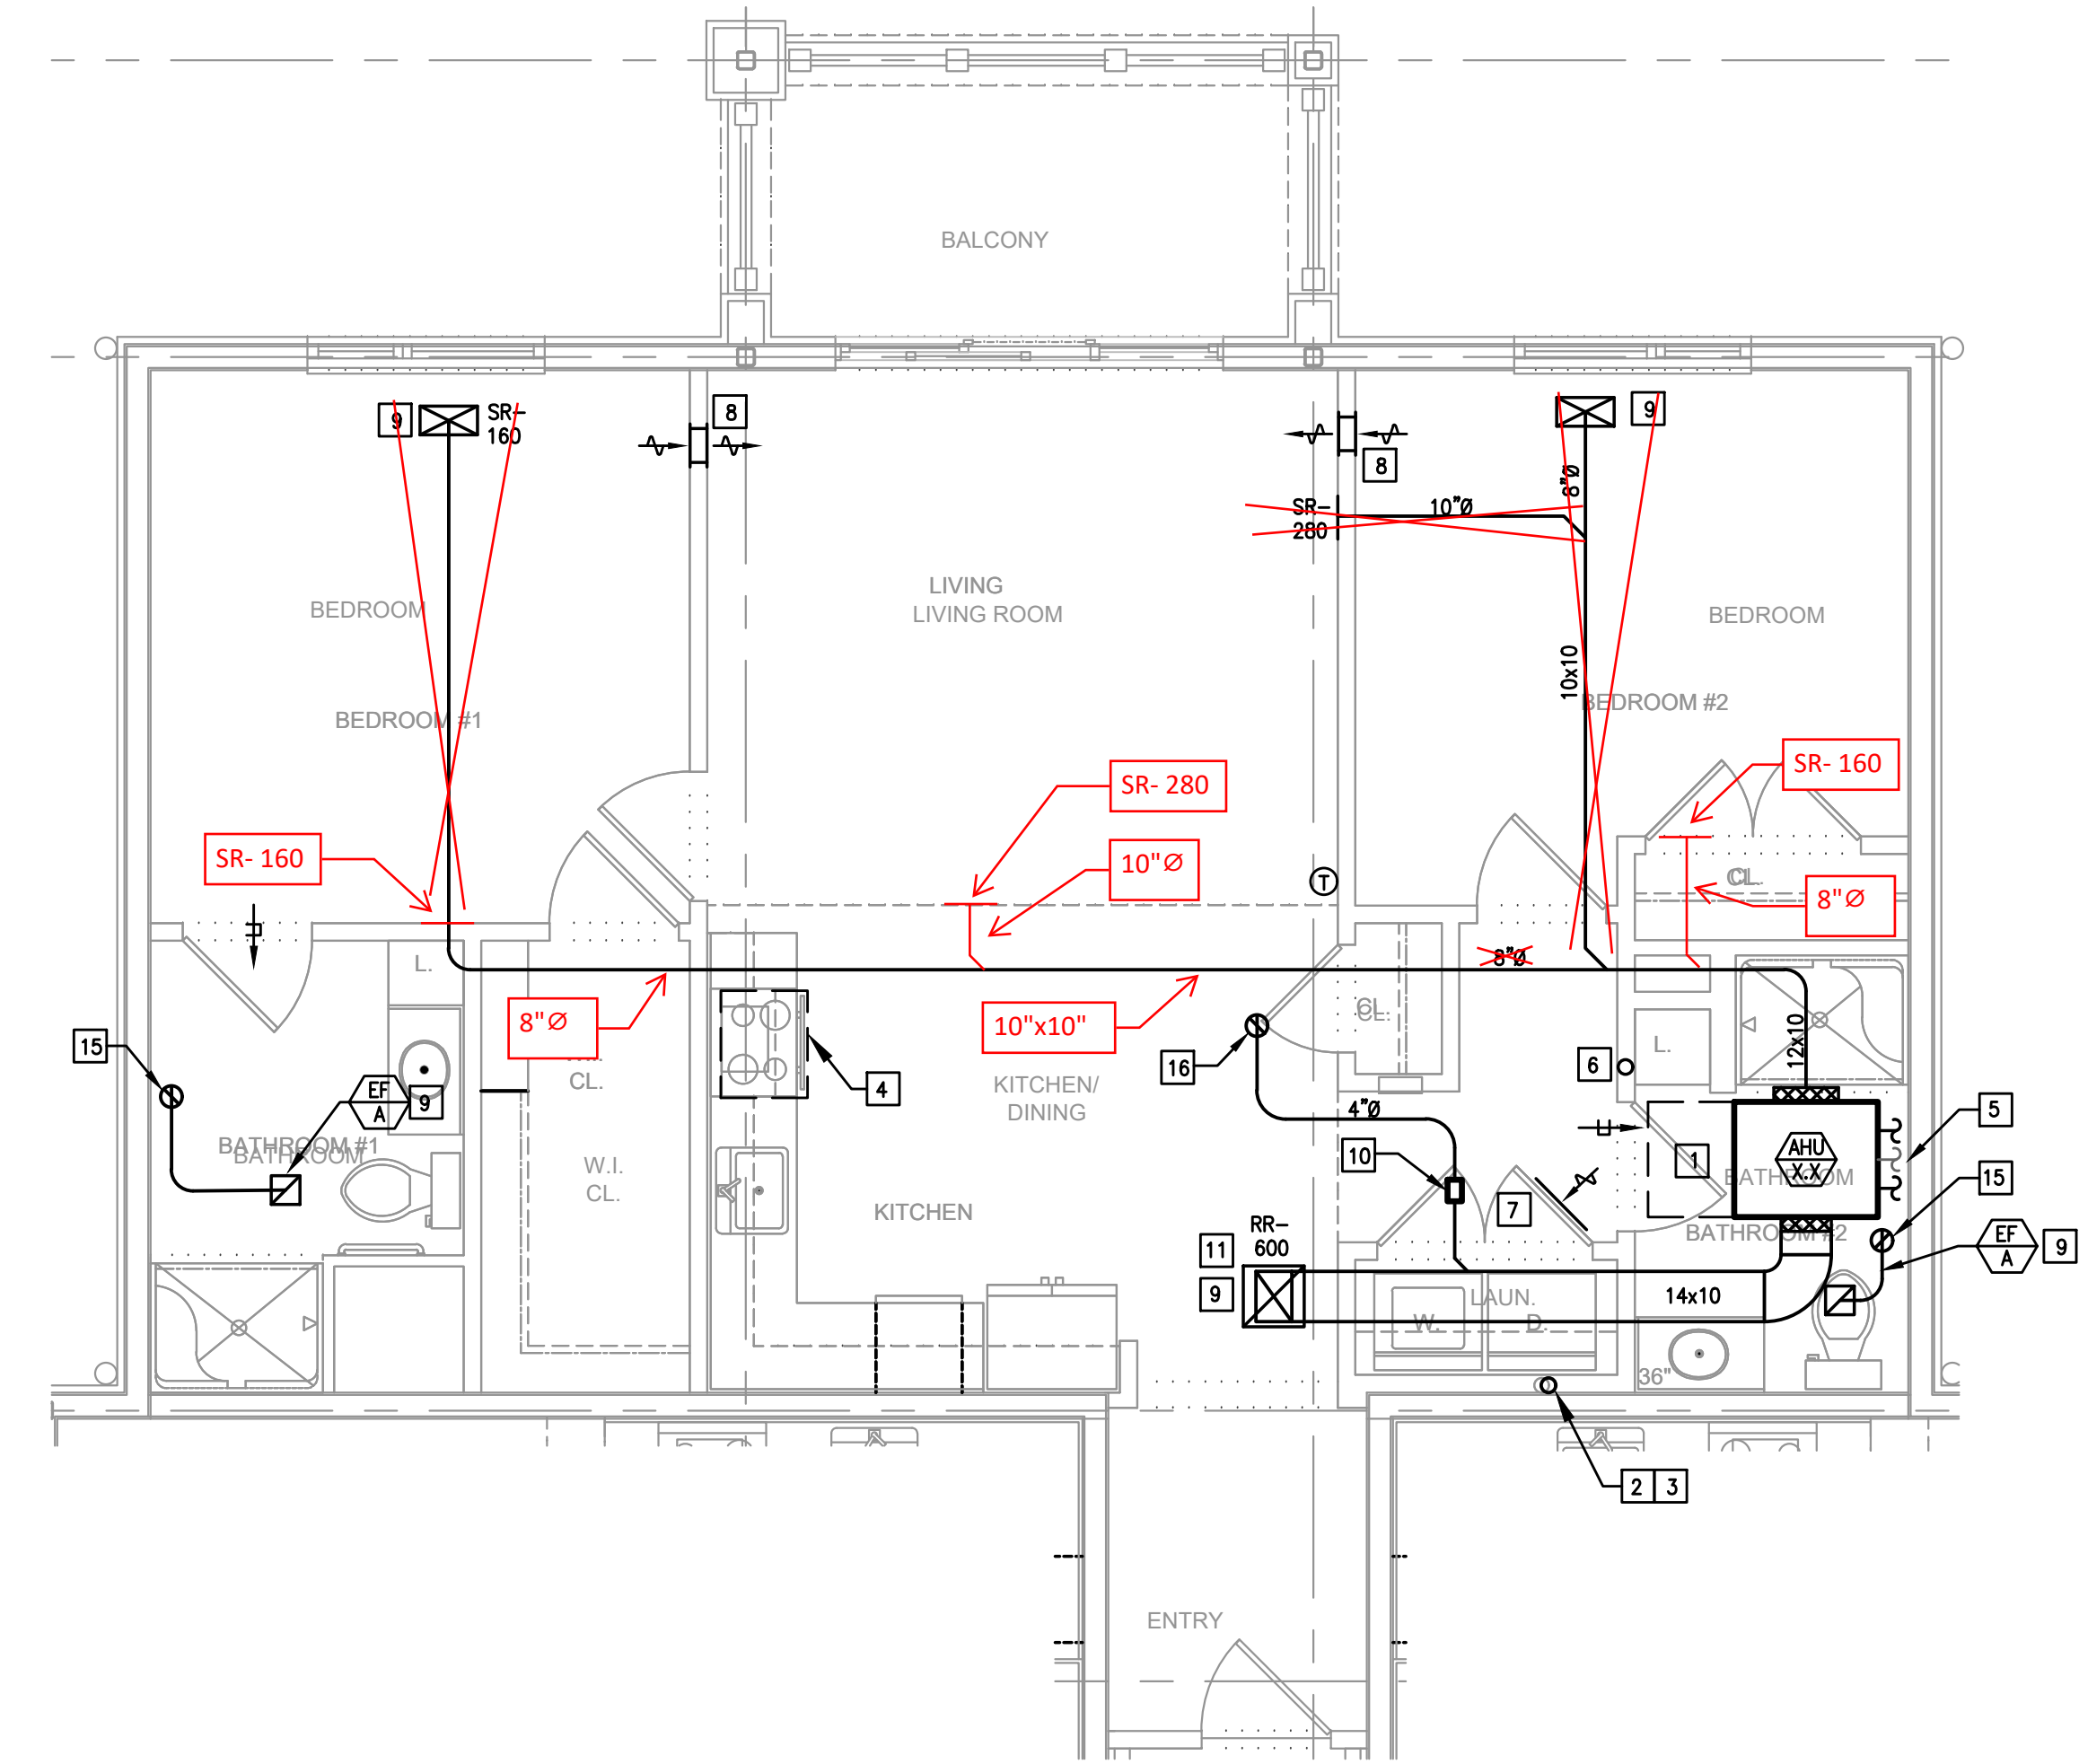 BALCONY
9
SR-
160
8
8
9
8"Ø
SR-
280
10"Ø
LIVING
LIVING ROOM
BEDROOM
BEDROOM
10x10
BEDROOM #1
BEDROOM #2
SR- 280
SR- 160
SR- 160
10"Ø
T
CL.
8"Ø
L.
8"Ø
8"Ø
10"x10"
CL.
12x10
15
EF
A
9
CL.
4
KITCHEN/
DINING
16
6
L.
4"Ø
5
BATHROOM #1
BATHROOM
W.I.
CL.
10
1
AHU
X.X
BATHROOM
15
KITCHEN
7
RR-
600
11
9
BATHROOM #2
EF
A
9
LAUN.
W.
D.
14x10
36"
2 3
ENTRY